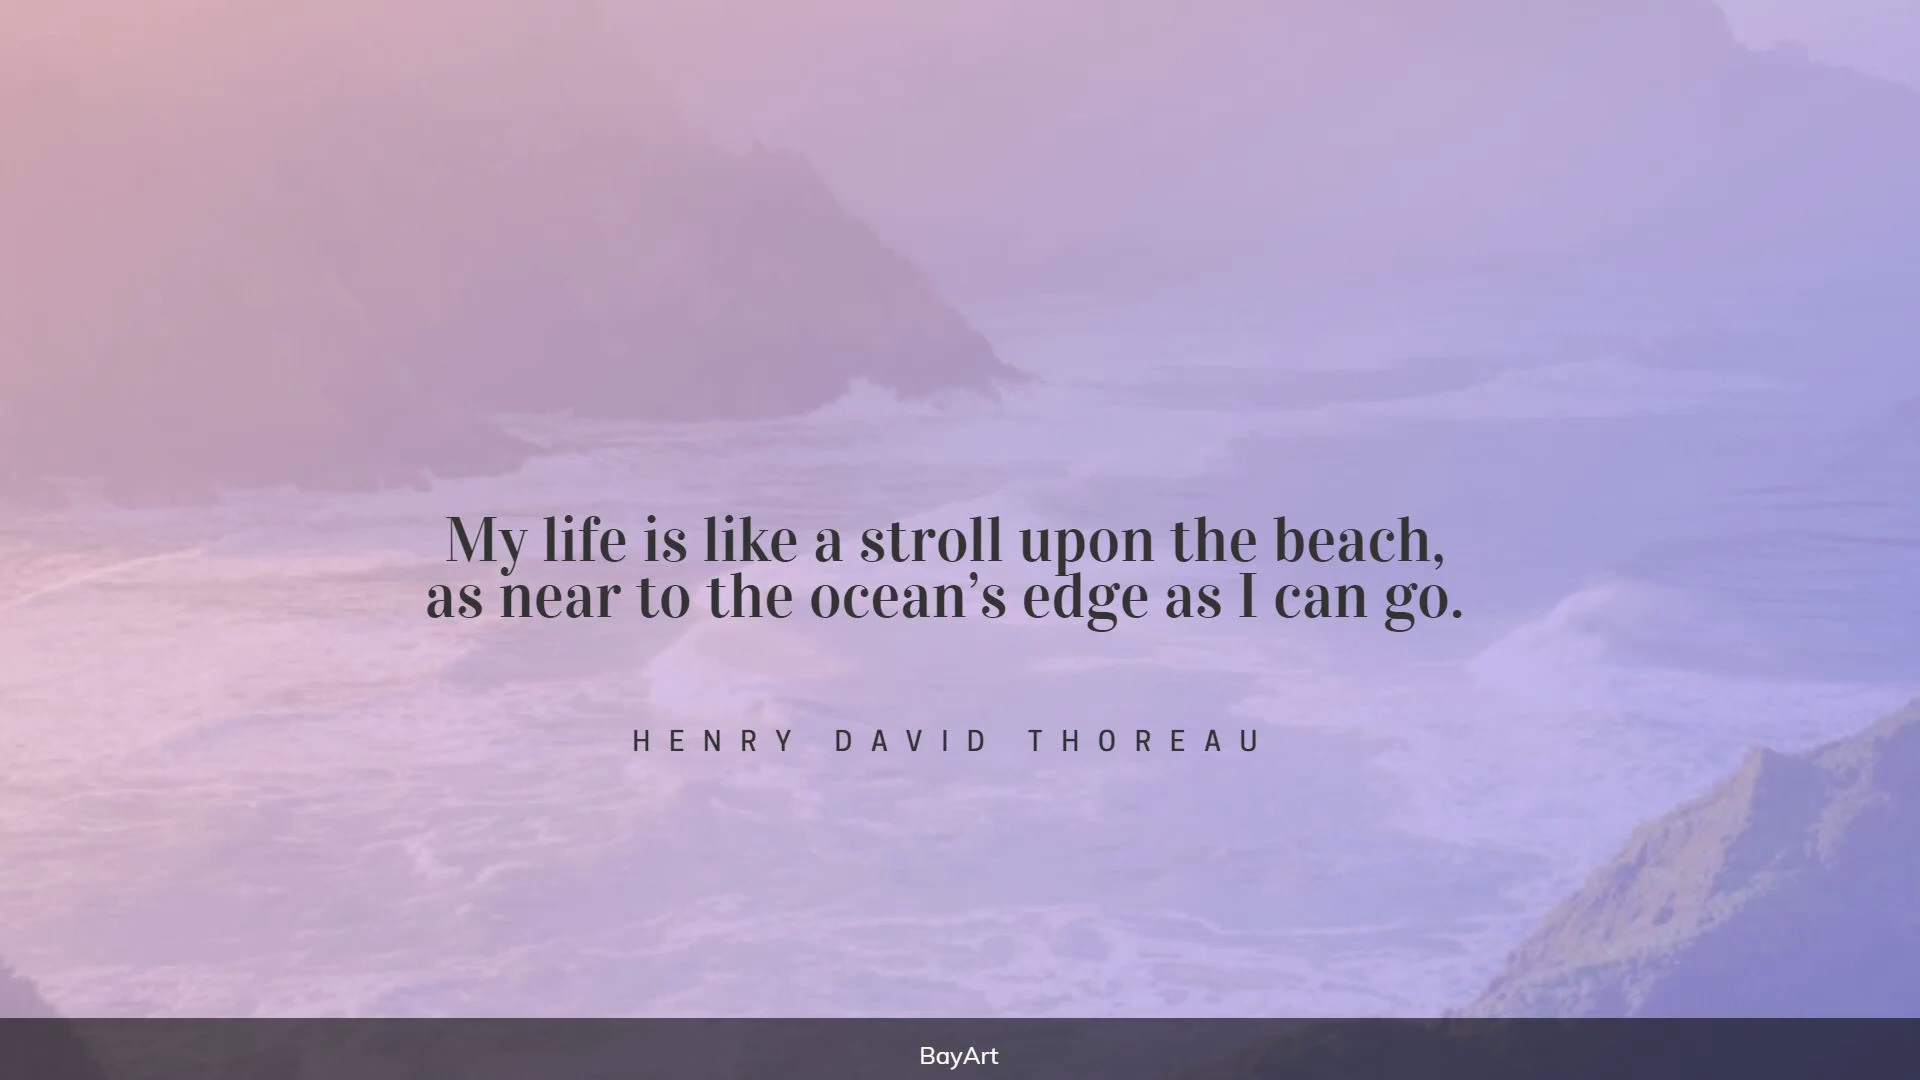 My life is like a stroll upon the beach,
as near to the ocean’s edge as I can go.
HENRY DAVID THOREAU
BayArt